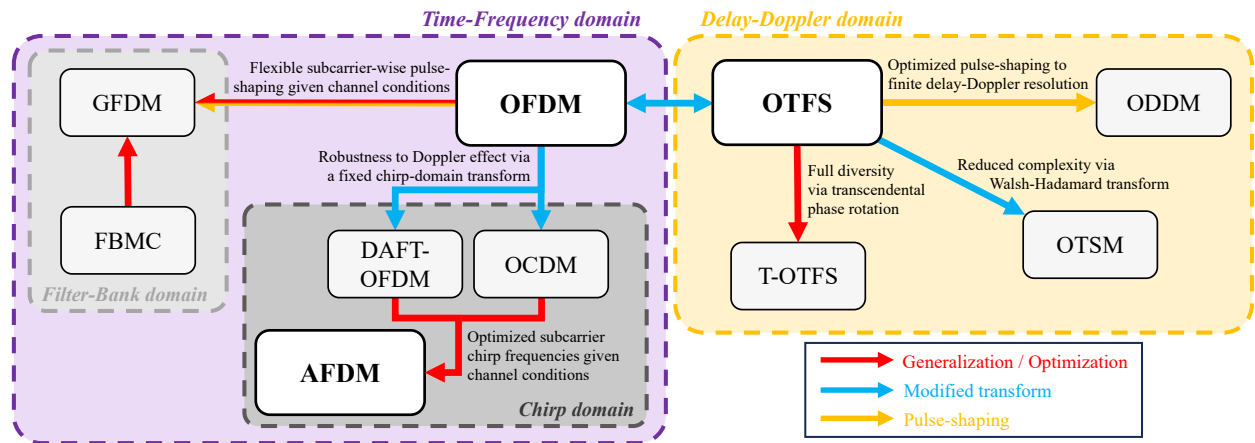 Time-Frequency domain
Delay-Doppler domain
GFDM
Flexible subcarrier-wise pulse-
shaping given channel conditions
OFDM
OTFS
Optimized pulse-shaping to
finite delay-Doppler resolution
ODDM
Robustness to Doppler effect via
a fixed chirp-domain transform
Full diversity
via transcendental
phase rotation
Reduced complexity via
Walsh-Hadamard transform
FBMC
Filter-Bank domain
DAFT-
OFDM
OCDM
T-OTFS
OTSM
AFDM
Optimized subcarrier
chirp frequencies given
channel conditions
Chirp domain
Generalization / Optimization
Modified transform
Pulse-shaping